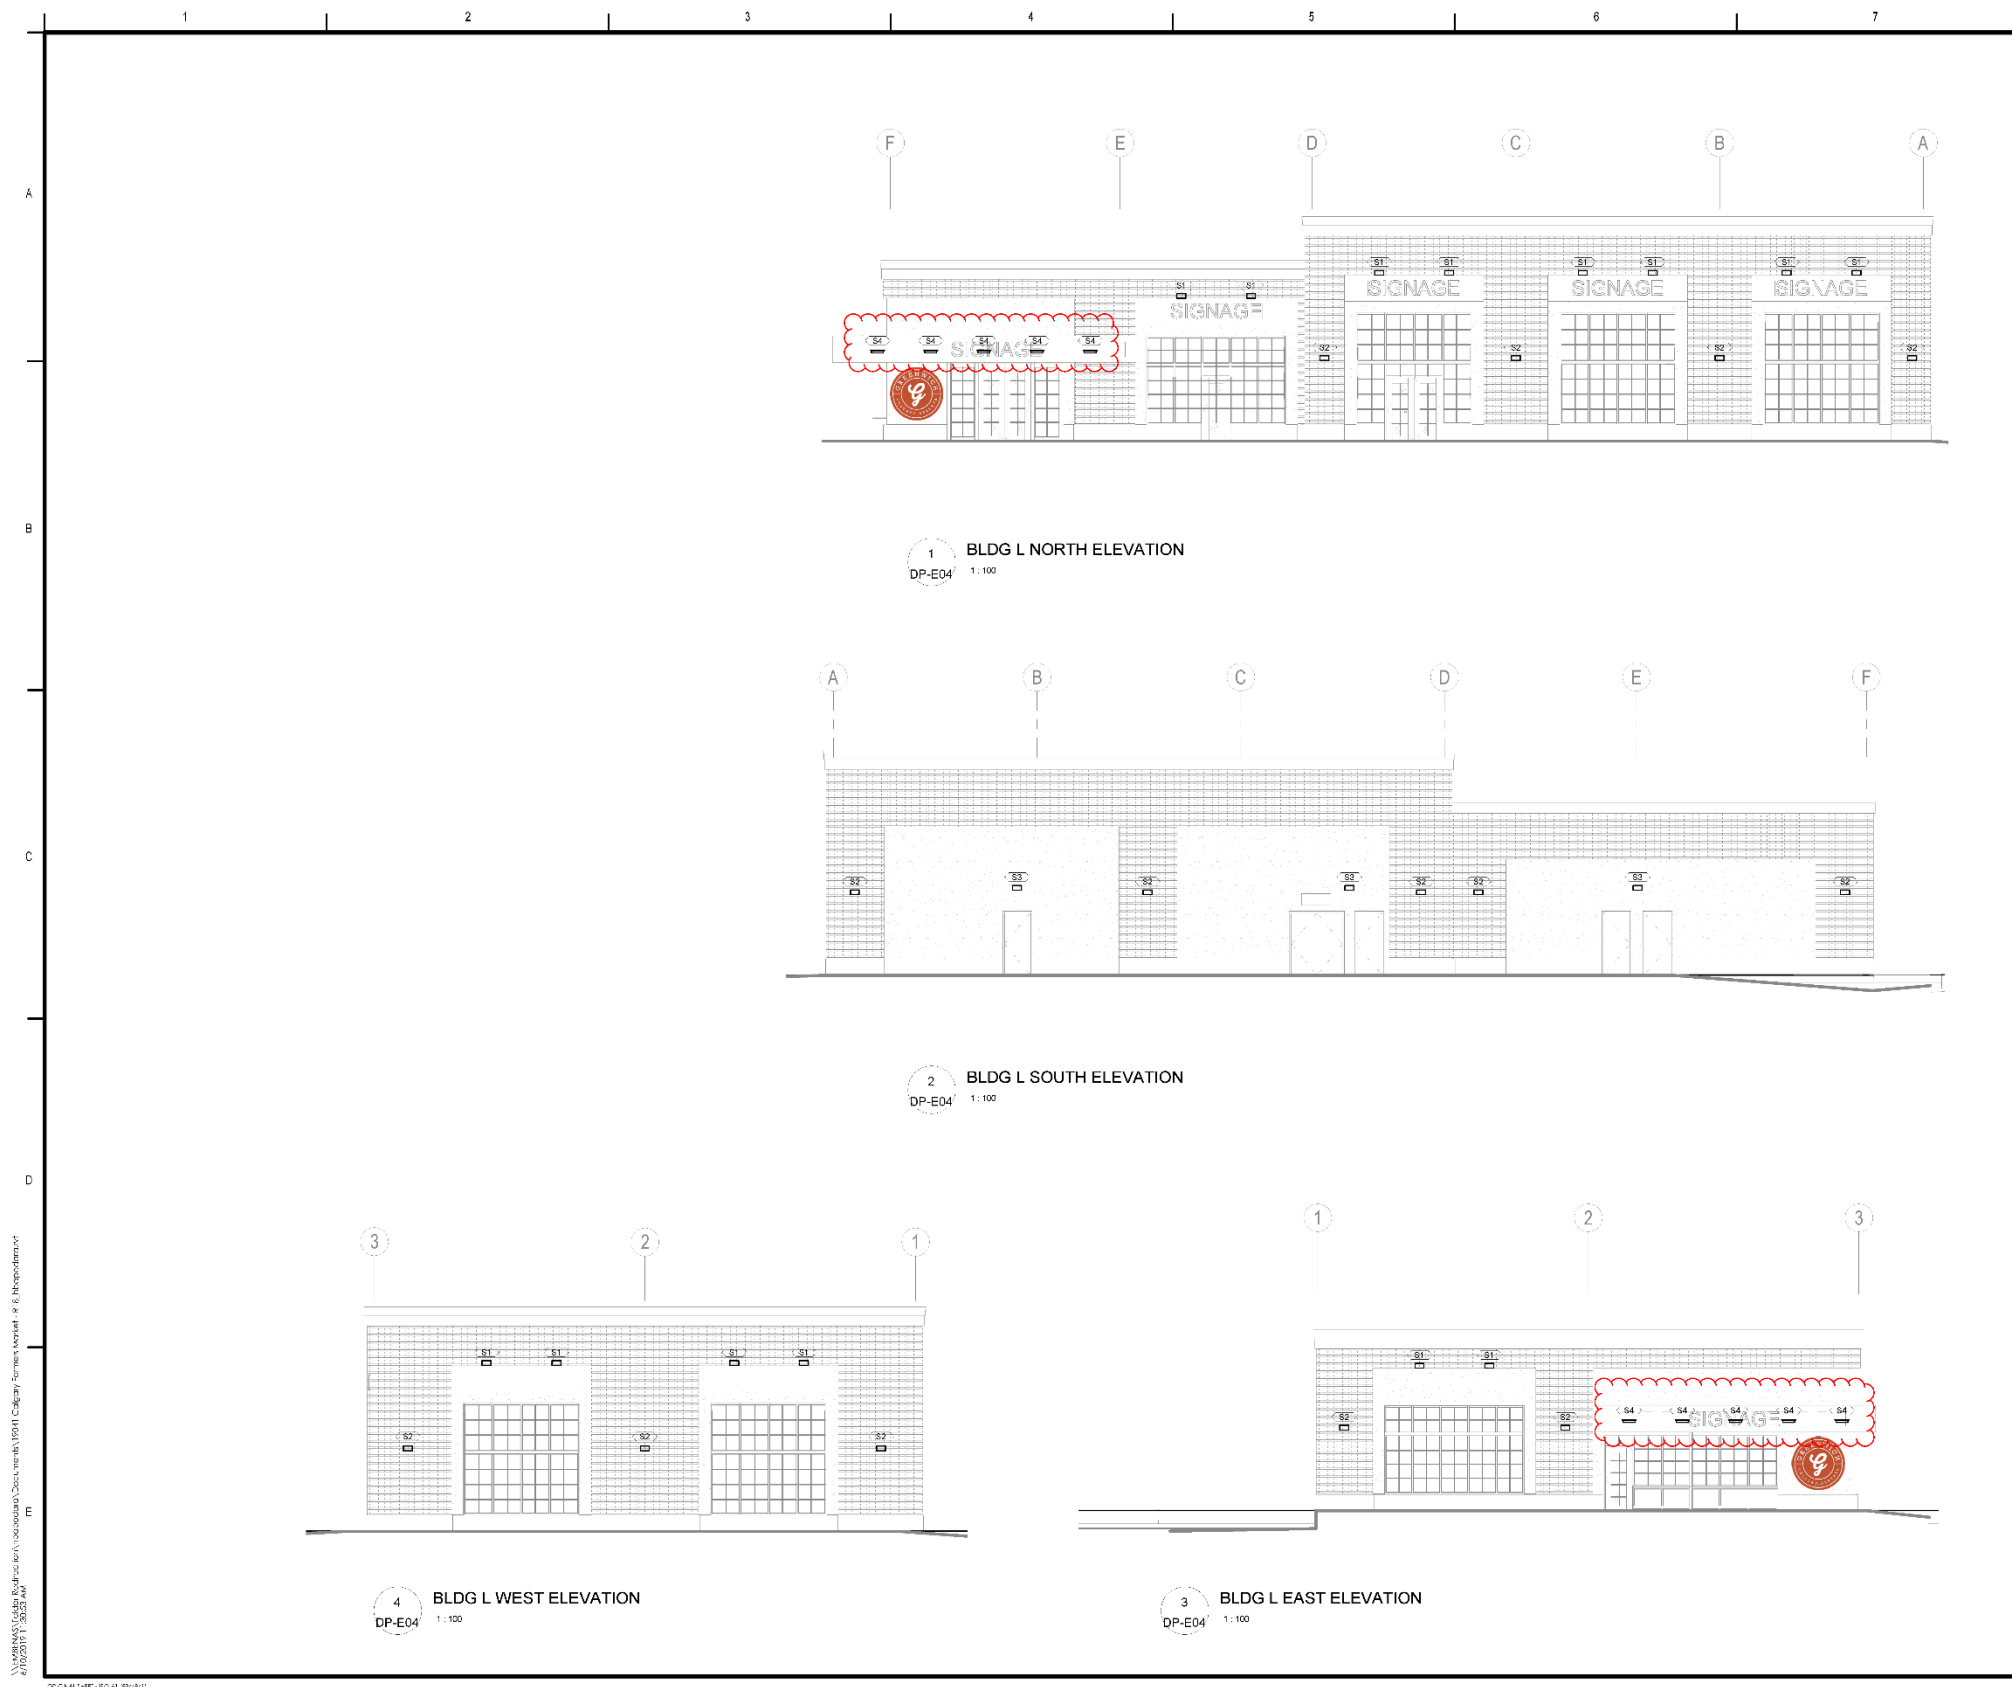 1 2 3 4 5 6 7
F E D C B A
A
S1 S1 S1 S1 S1 S1
S1 S1
SIGNAGE SIGNAGE SIGNAGE
SIGNAGE
S4 S4 S4 S4 S4
SIGNAGE
S2 S2 S2 S2
GREENWICH
G
B
1
DP-E04
BLDG L NORTH ELEVATION
1 : 100
A B C D E F
C
S2 S3 S2 S3 S2 S2 S3 S2
2
DP-E04
BLDG L SOUTH ELEVATION
1 : 100
D
3 2 1
S1 S1 S1 S1
S2 S2 S2
4
DP-E04
BLDG L WEST ELEVATION
1 : 100
1 2 3
S1 S1
S2 S2
S4 S4 S4 S4 S4
SIGNAGE
G
3
DP-E04
BLDG L EAST ELEVATION
1 : 100
E